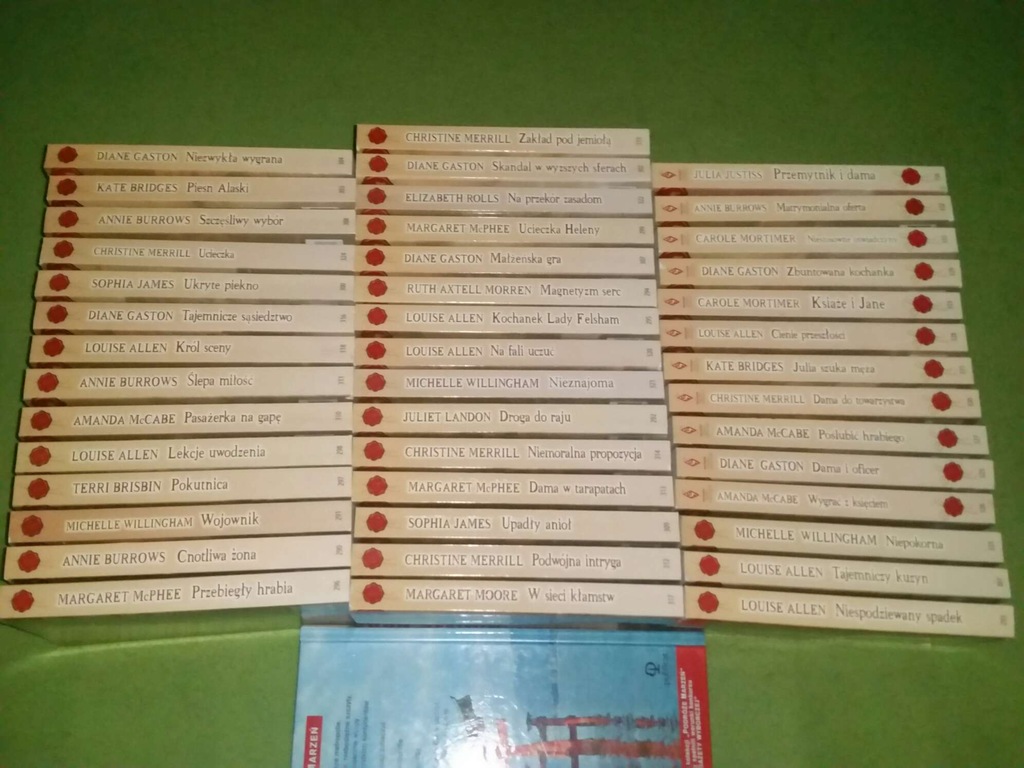 DIANE GASTON Niezwykła wygrana
KATE BRIDGES Pieśń Alaski
ANNIE BURROWS Szczęśliwy wybór
CHRISTINE MERRILL Ucieczka
SOPHIA JAMES Ukryte piękno
DIANE GASTON Tajemnicze sąsiedztwo
LOUISE ALLEN Król sceny
ANNIE BURROWS Ślepa miłość
AMANDA McCABE Pasażerka na gapę
LOUISE ALLEN Lekcje uwodzenia
TERRI BRISBIN Pokutnica
MICHELLE WILLINGHAM Wojownik
ANNIE BURROWS Cnotliwa żona
MARGARET McPHEE Przebiegły hrabia
CHRISTINE MERRILL Zakład pod jemiołą
DIANE GASTON Skandal w wyższych sferach
ELIZABETH ROLLS Na przekór zasadom
MARGARET McPHEE Ucieczka Heleny
DIANE GASTON Małżeńska gra
RUTH AXTELL MORREN Magnetyzm serc
LOUISE ALLEN Kochanek Lady Felsham
LOUISE ALLEN Na fali uczuć
MICHELLE WILLINGHAM Nieznajoma
JULIET LANDON Droga do raju
CHRISTINE MERRILL Niemoralna propozycja
MARGARET McPHEE Dama w tarapatach
SOPHIA JAMES Upadły anioł
CHRISTINE MERRILL Podwójna intryga
MARGARET MOORE W sieci kłamstw
JULIA JUSTISS Przemytnik i dama
ANNIE BURROWS Matrymonialna oferta
CAROLE MORTIMER
DIANE GASTON Zbuntowana kochanka
CAROLE MORTIMER Książę i Jane
LOUISE ALLEN Cienie przeszłości
KATE BRIDGES Julia szuka męża
CHRISTINE MERRILL Dama do towarzystwa
AMANDA McCABE Poślubić hrabiego
DIANE GASTON Dama i oficer
AMANDA McCABE Wygrać z księciem
MICHELLE WILLINGHAM Niepokorna
LOUISE ALLEN Tajemniczy kuzyn
LOUISE ALLEN Niespodziewany spadek
MARZEŃ
"PODRÓŻE MARZEŃ"
GAZETY WYBORCZEJ